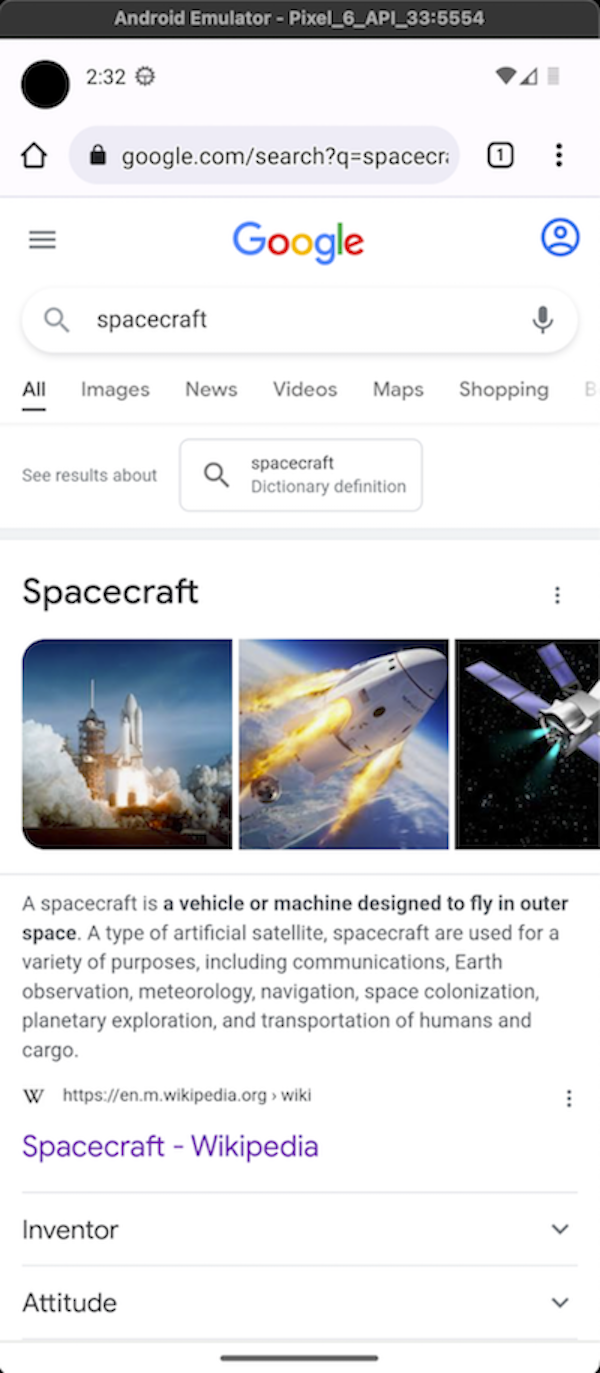 Android Emulator - Pixel_6_API_33:5554
2:32
google.com/search?q=spacecr
1
Google
spacecraft
All Images News Videos Maps Shopping B
See results about
spacecraft
Dictionary definition
Spacecraft
A spacecraft is a vehicle or machine designed to fly in outer
space. A type of artificial satellite, spacecraft are used for a
variety of purposes, including communications, Earth
observation, meteorology, navigation, space colonization,
planetary exploration, and transportation of humans and
cargo.
W https://en.m.wikipedia.org › wiki
Spacecraft - Wikipedia
Inventor
Attitude